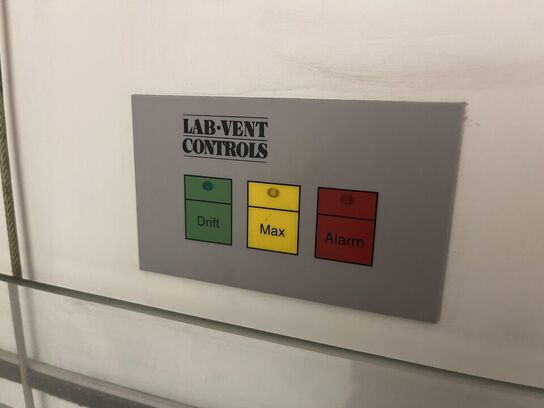 LAB·VENT
CONTROLS
Drift
Max
Alarm